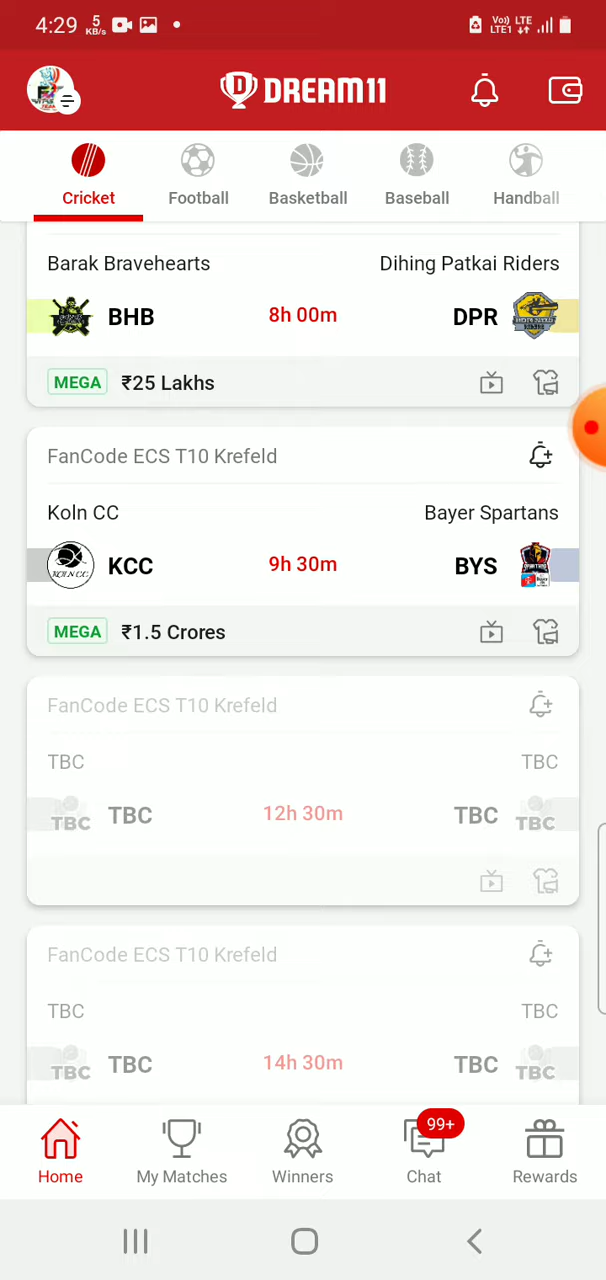 4:29 5 KB/s Vo) LTE LTE1
DREAM11
Cricket Football Basketball Baseball Handball
Barak Bravehearts Dihing Patkai Riders
BHB 8h 00m DPR
MEGA ₹25 Lakhs
FanCode ECS T10 Krefeld
Koln CC Bayer Spartans
KOLN CC KCC 9h 30m BYS
MEGA ₹1.5 Crores
FanCode ECS T10 Krefeld
TBC TBC
TBC TBC 12h 30m TBC TBC
FanCode ECS T10 Krefeld
TBC TBC
TBC TBC 14h 30m TBC TBC
99+
Home My Matches Winners Chat Rewards